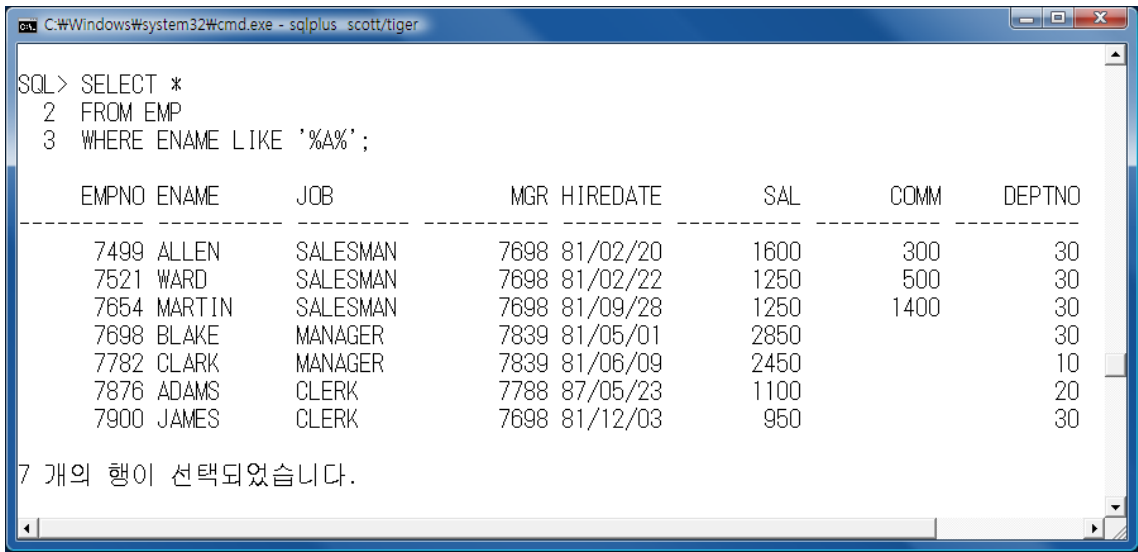 C:₩Windows₩system32₩cmd.exe - sqlplus  scott/tiger
SQL> SELECT *
  2  FROM EMP
  3  WHERE ENAME LIKE '%A%';
     EMPNO ENAME      JOB              MGR HIREDATE        SAL       COMM     DEPTNO
---------- ---------- --------- ---------- -------- ---------- ---------- ----------
      7499 ALLEN      SALESMAN        7698 81/02/20       1600        300         30
      7521 WARD       SALESMAN        7698 81/02/22       1250        500         30
      7654 MARTIN     SALESMAN        7698 81/09/28       1250       1400         30
      7698 BLAKE      MANAGER         7839 81/05/01       2850                    30
      7782 CLARK      MANAGER         7839 81/06/09       2450                    10
      7876 ADAMS      CLERK           7788 87/05/23       1100                    20
      7900 JAMES      CLERK           7698 81/12/03        950                    30
7 개의 행이 선택되었습니다.